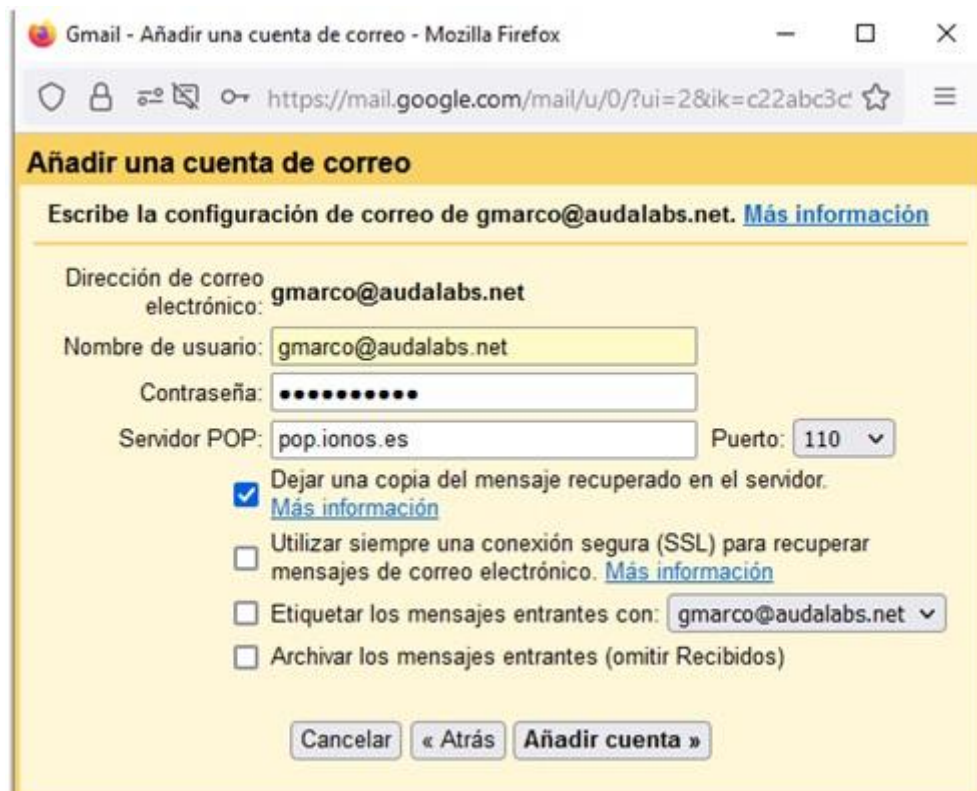 Gmail - Añadir una cuenta de correo - Mozilla Firefox
https://mail.google.com/mail/u/0/?ui=2&ik=c22abc3c
Añadir una cuenta de correo
Escribe la configuración de correo de gmarco@audalabs.net. Más información
Dirección de correo
electrónico: gmarco@audalabs.net
Nombre de usuario: gmarco@audalabs.net
Contraseña: ••••••••••
Servidor POP: pop.ionos.es Puerto: 110
Dejar una copia del mensaje recuperado en el servidor.
Más información
Utilizar siempre una conexión segura (SSL) para recuperar
mensajes de correo electrónico. Más información
Etiquetar los mensajes entrantes con: gmarco@audalabs.net
Archivar los mensajes entrantes (omitir Recibidos)
Cancelar « Atrás Añadir cuenta »